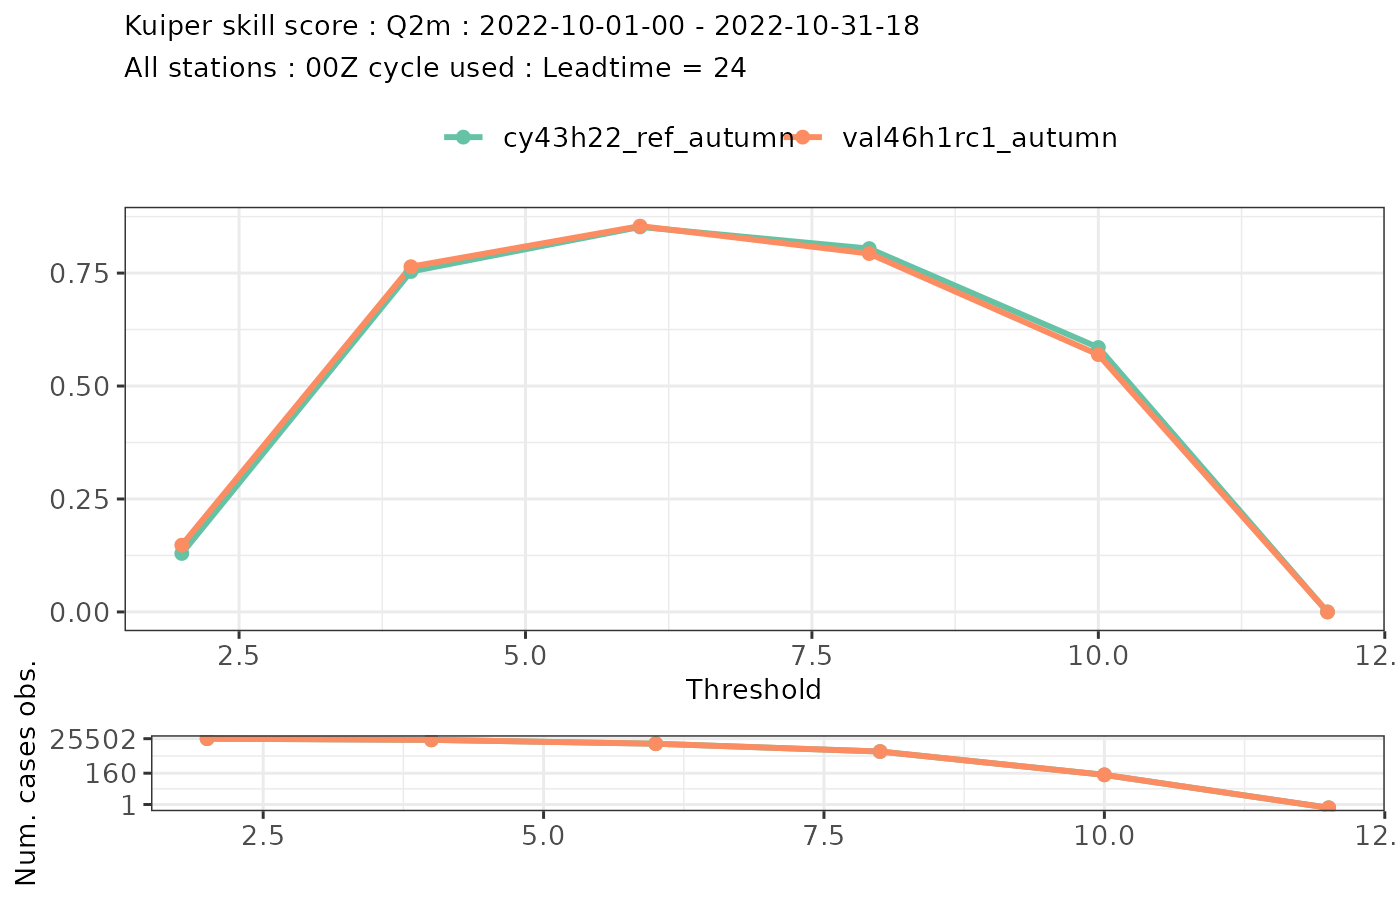 Kuiper skill score : Q2m : 2022-10-01-00 - 2022-10-31-18
All stations : 00Z cycle used : Leadtime = 24
cy43h22_ref_autumn val46h1rc1_autumn
0.75
0.50
0.25
0.00
2.5 5.0 7.5 10.0 12.
Threshold
Num. cases obs.
25502
160
1
2.5 5.0 7.5 10.0 12.